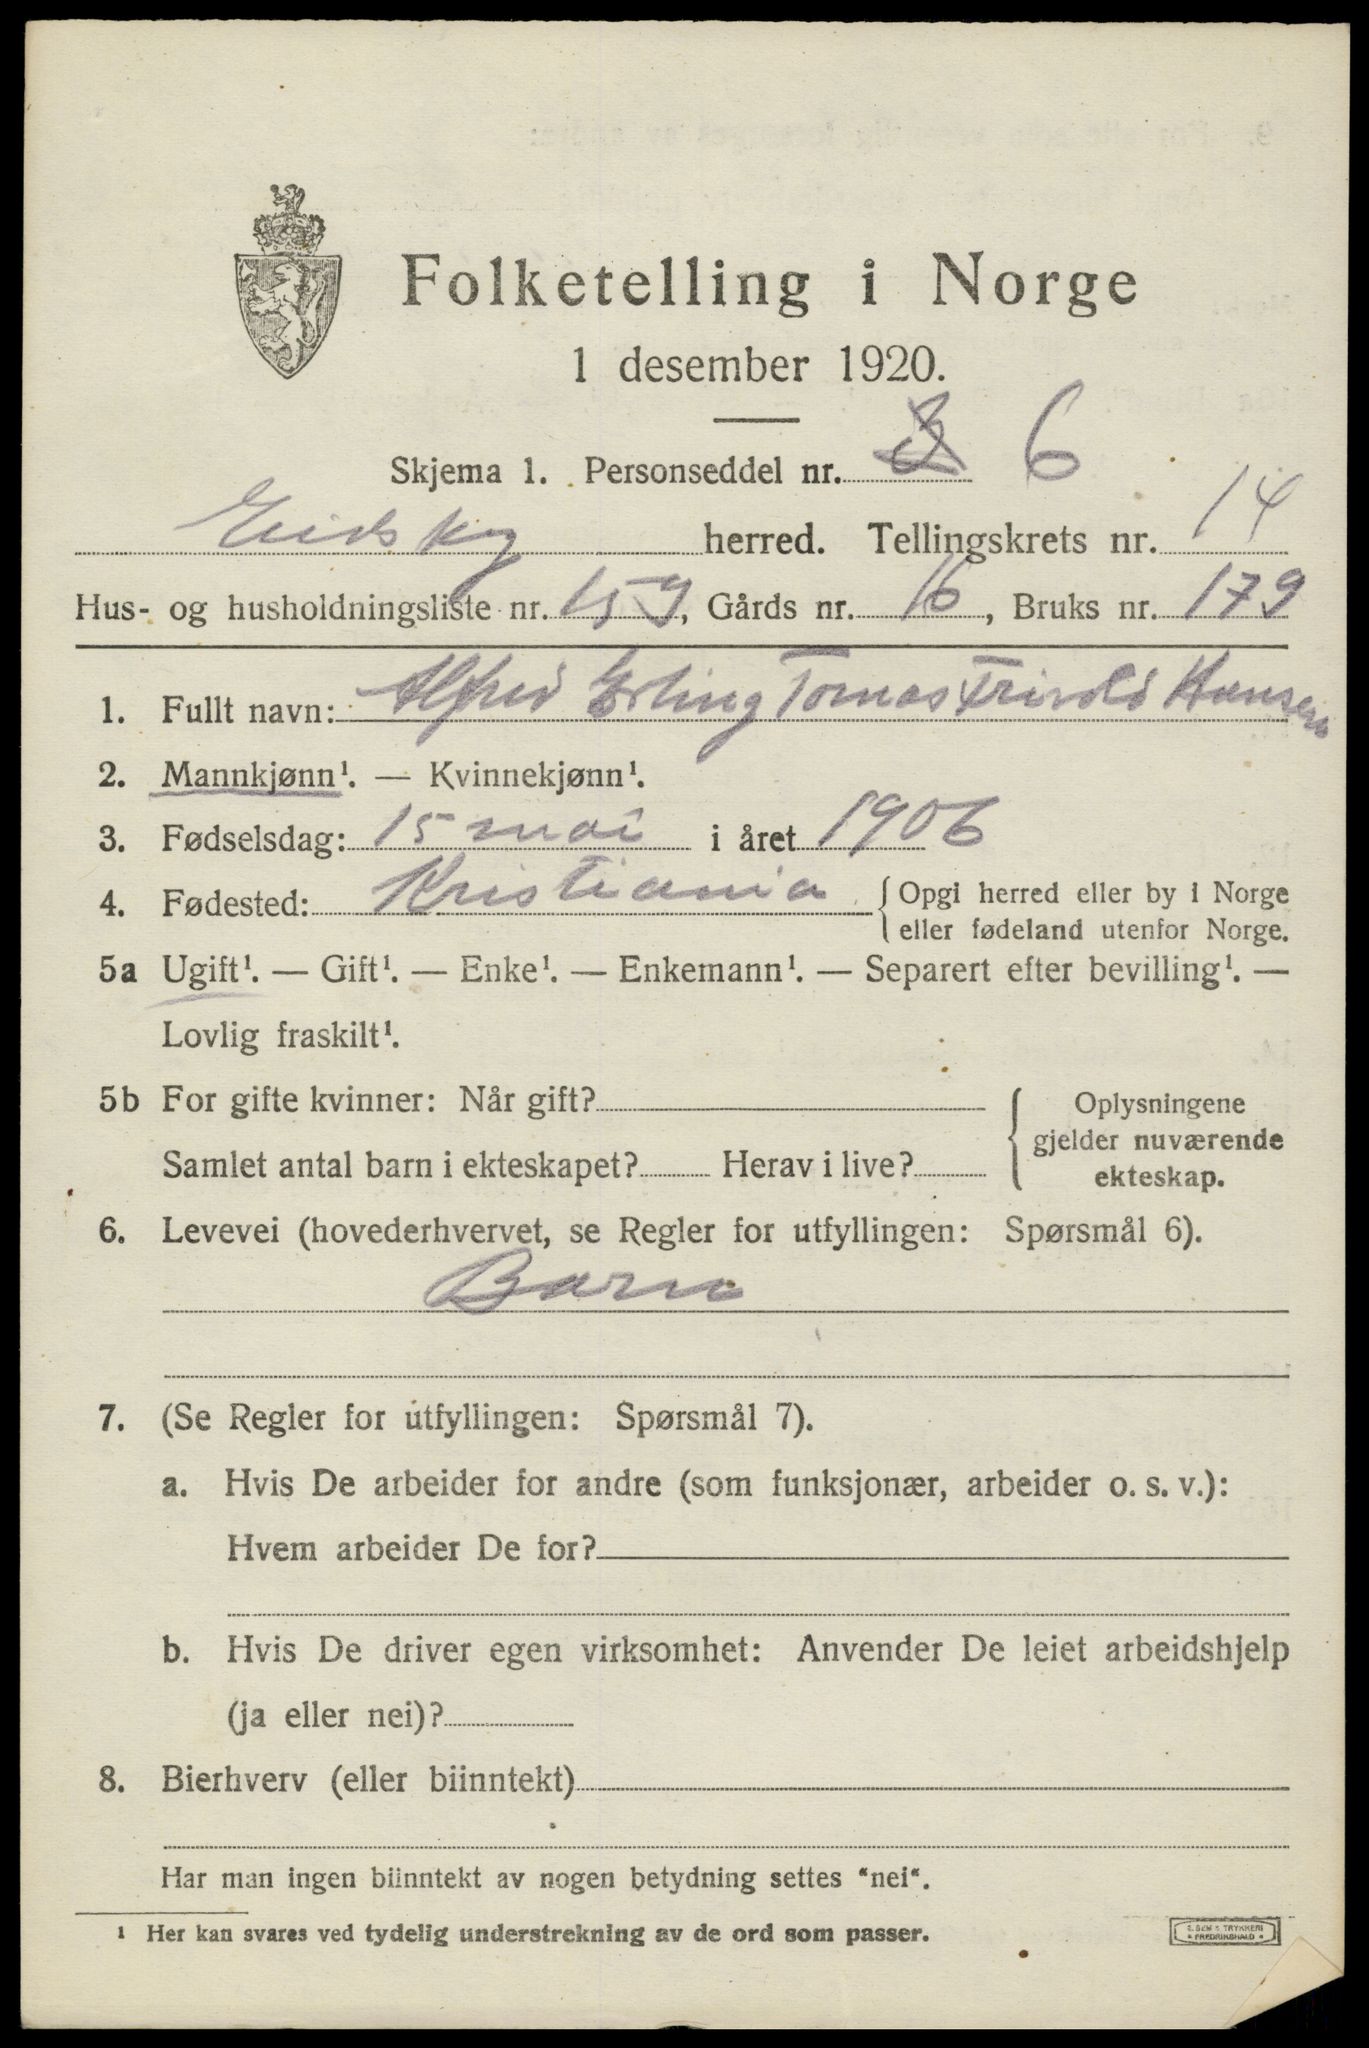 Folketelling i Norge
1 desember 1920.
Skjema 1. Personseddel nr. 3 6
Eidskog herred. Tellingskrets nr. 14
Hus- og husholdningsliste nr. 159, Gårds nr. 16, Bruks nr. 179
1. Fullt navn: Alfred Erling Tomas Hansen
2. Mannkjønn¹. — Kvinnekjønn¹.
3. Fødselsdag: 15 mai i året 1906
4. Fødested: Kristiania { Opgi herred eller by i Norge
eller fødeland utenfor Norge.
5a Ugift¹. — Gift¹. — Enke¹. — Enkemann¹. — Separert efter bevilling¹. —
Lovlig fraskilt¹.
5b For gifte kvinner: Når gift?
Samlet antal barn i ekteskapet? Herav i live?
{ Oplysningene
gjelder nuværende
ekteskap.
6. Levevei (hovederhvervet, se Regler for utfyllingen: Spørsmål 6).
Barn
7. (Se Regler for utfyllingen: Spørsmål 7).
a. Hvis De arbeider for andre (som funksjonær, arbeider o. s. v.):
Hvem arbeider De for?
b. Hvis De driver egen virksomhet: Anvender De leiet arbeidshjelp
(ja eller nei)?
8. Bierhverv (eller biinntekt)
Har man ingen biinntekt av nogen betydning settes "nei".
¹ Her kan svares ved tydelig understrekning av de ord som passer.
TRYKKERI
FREDRIKSHALD